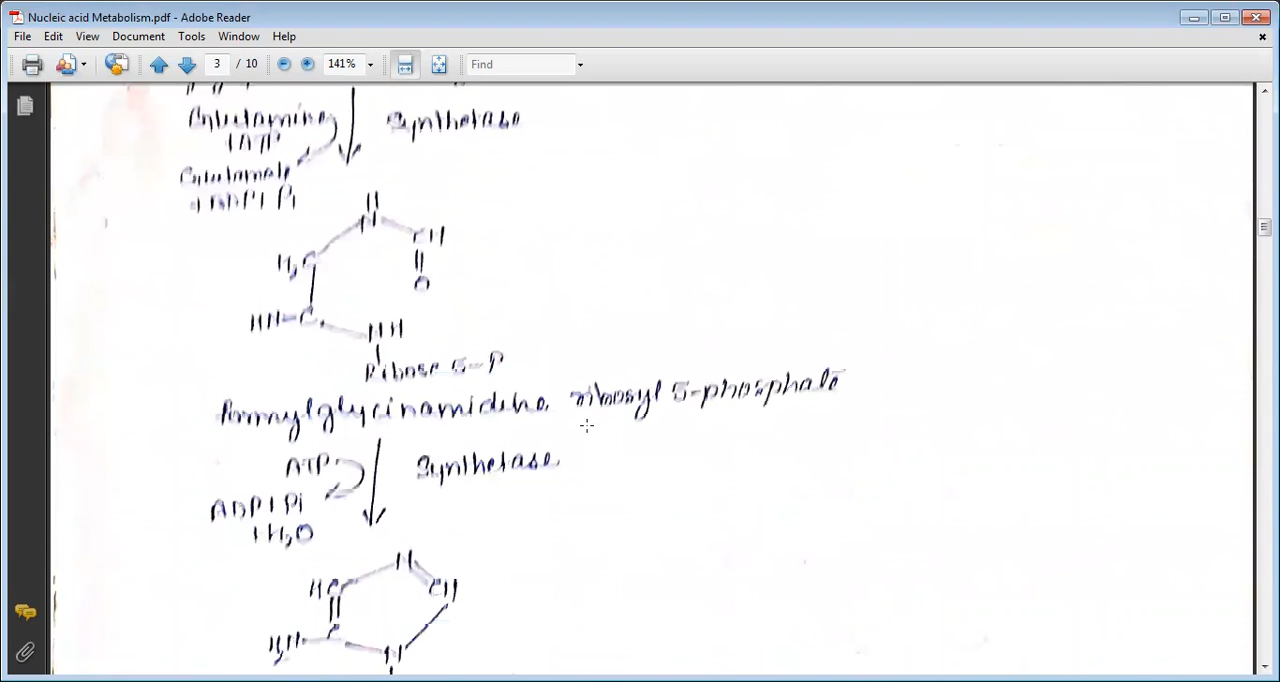 Nucleic acid Metabolism.pdf - Adobe Reader
File Edit View Document Tools Window Help
3 / 10 141% Find
Glutamine Synthetase
+ATP
Glutamate
+ADP+Pi
H
N
CH
H2C
O
HN=C
NH
Ribose 5-P
Formylglycinamidine ribosyl 5-phosphate
ATP Synthetase
ADP+Pi
+H2O
N
HC CH
C
H2N
N